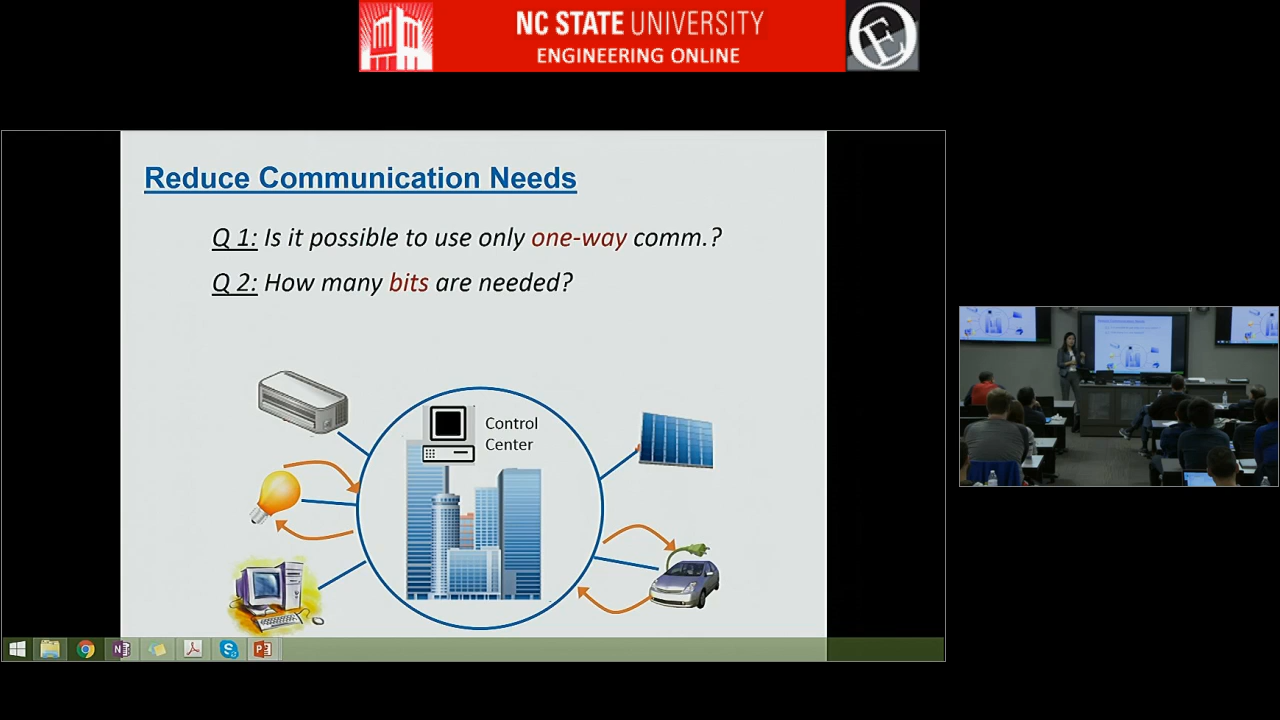 NC STATE UNIVERSITY
ENGINEERING ONLINE
Reduce Communication Needs
Q 1: Is it possible to use only one-way comm.?
Q 2: How many bits are needed?
Control
Center